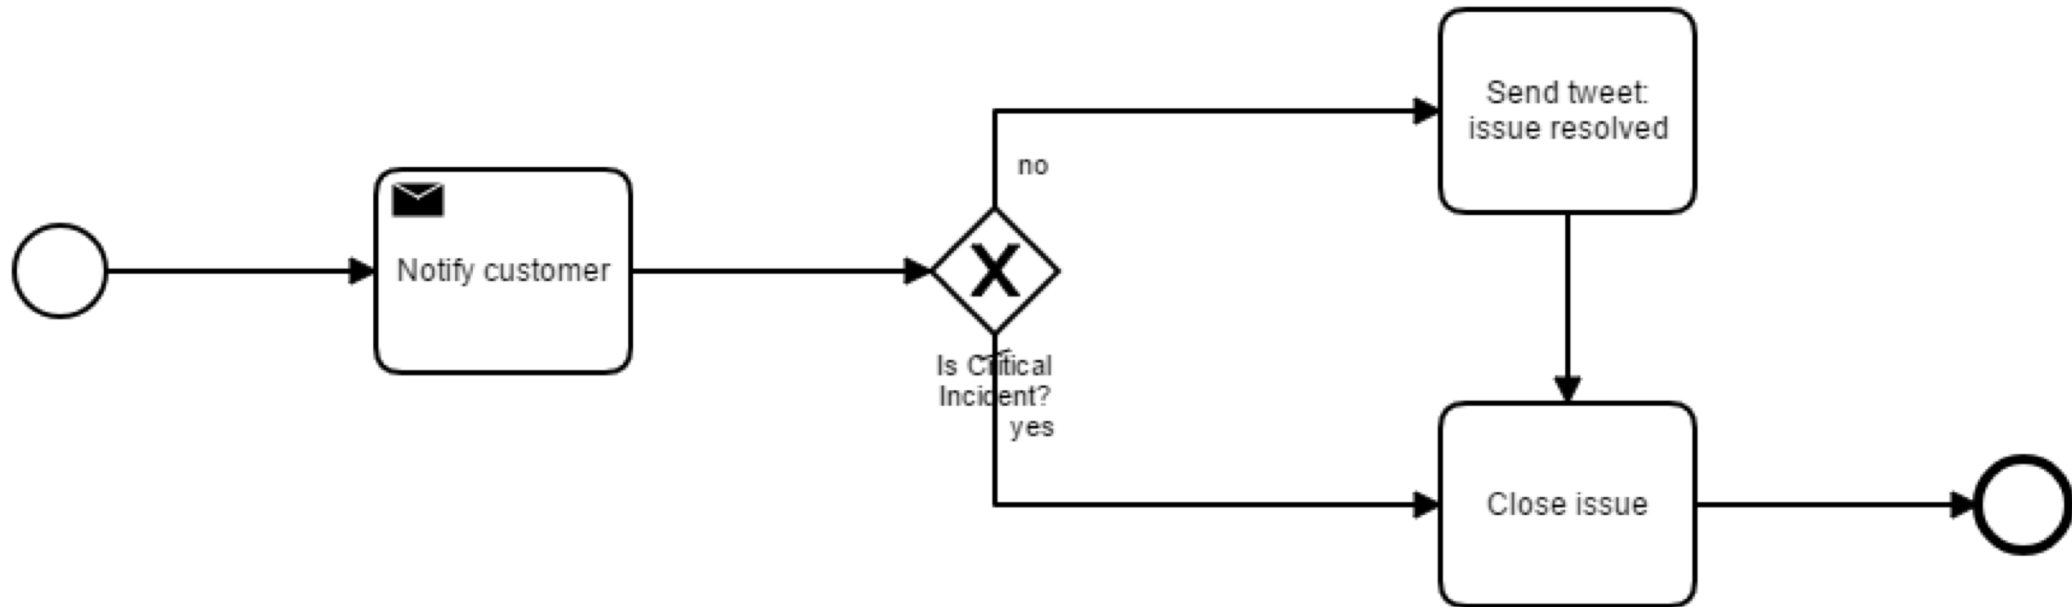 Send tweet:
issue resolved
no
Notify customer
Is Critical
Incident?
yes
Close issue